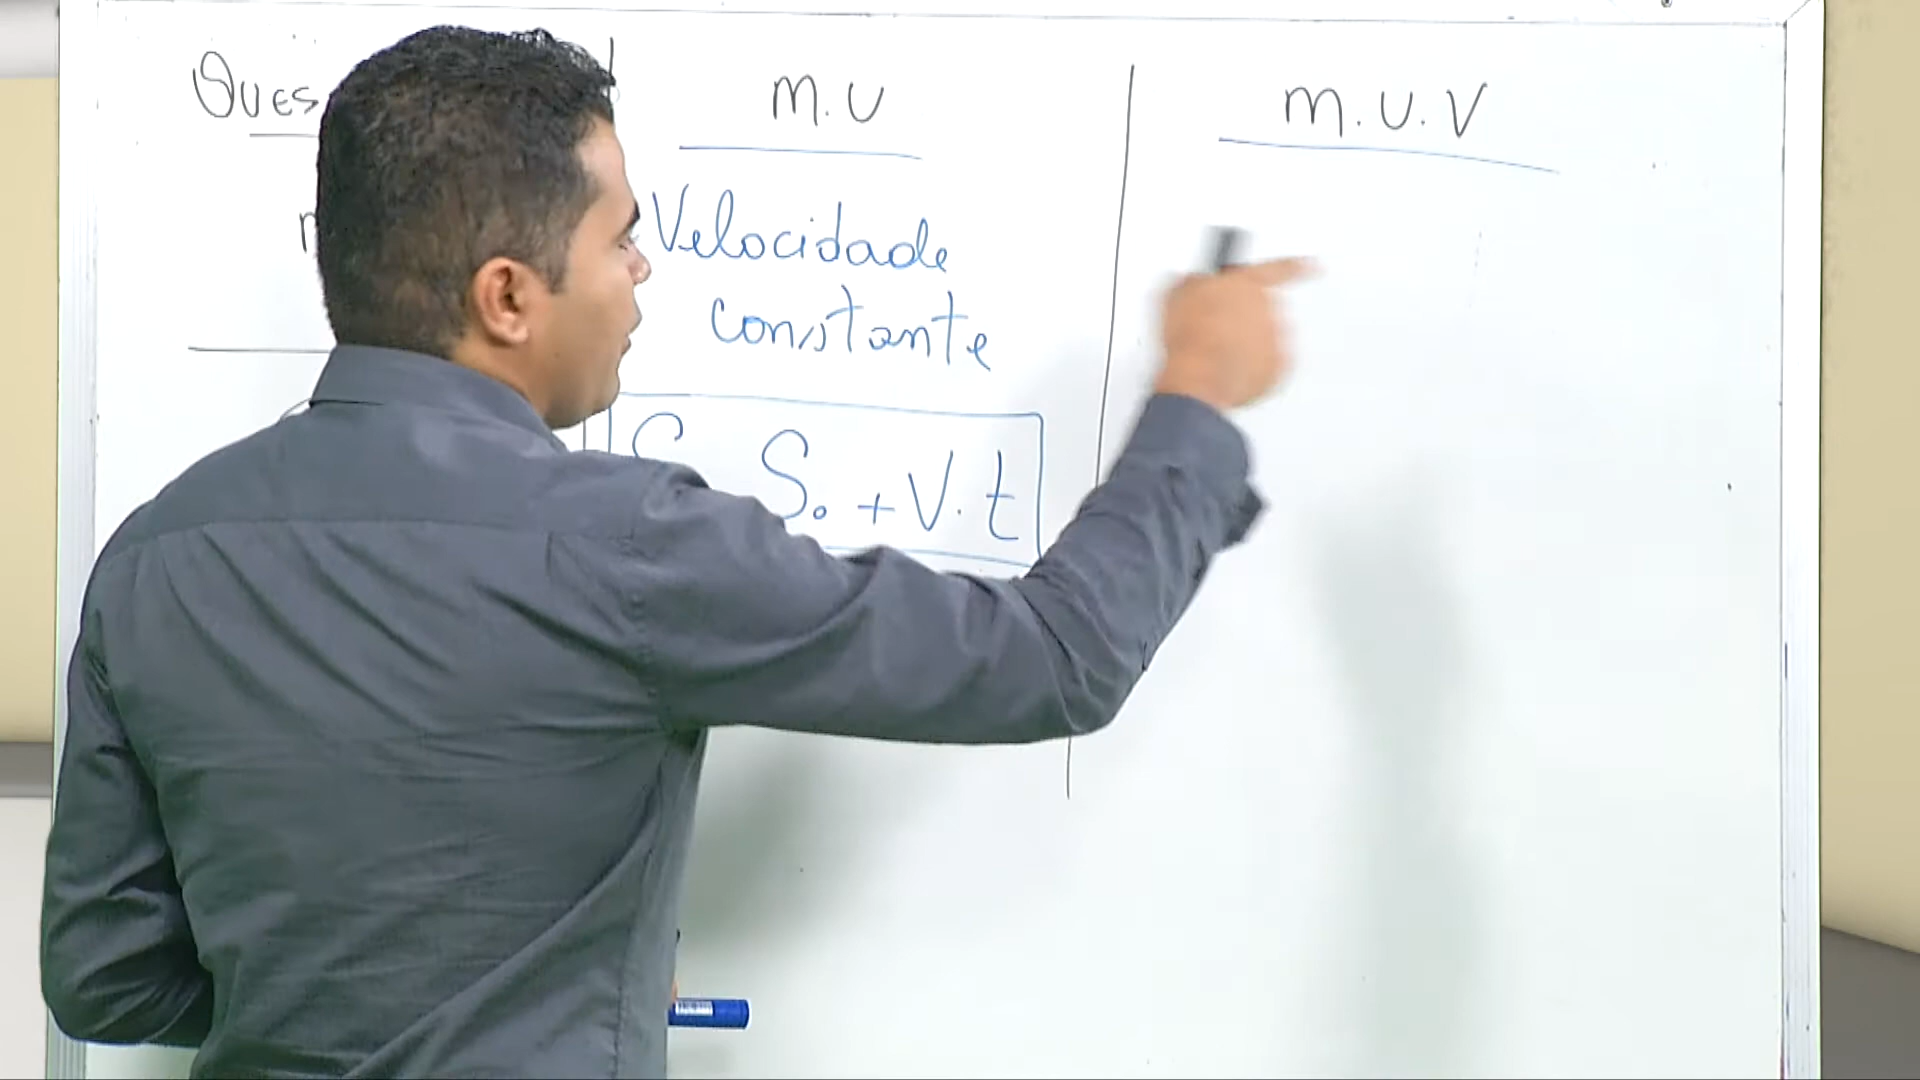 Ques
M.U
M.U.V
Velocidade
constante
S₀ + V.t